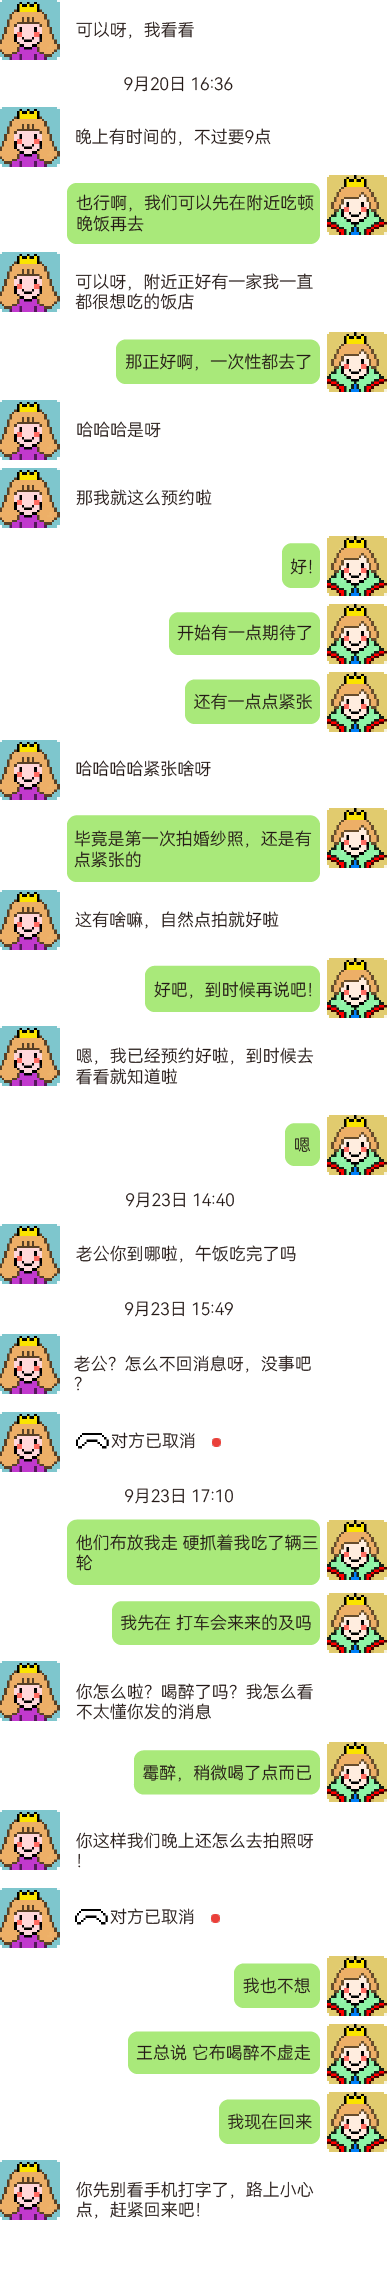 可以呀，我看看
9月20日 16:36
晚上有时间的，不过要9点
也行啊，我们可以先在附近吃顿
晚饭再去
可以呀，附近正好有一家我一直
都很想吃的饭店
那正好啊，一次性都去了
哈哈哈是呀
那我就这么预约啦
好！
开始有一点期待了
还有一点点紧张
哈哈哈哈紧张啥呀
毕竟是第一次拍婚纱照，还是有
点紧张的
这有啥嘛，自然点拍就好啦
好吧，到时候再说吧！
嗯，我已经预约好啦，到时候去
看看就知道啦
嗯
9月23日 14:40
老公你到哪啦，午饭吃完了吗
9月23日 15:49
老公？怎么不回消息呀，没事吧
？
对方已取消
9月23日 17:10
他们布放我走 硬抓着我吃了辆三
轮
我先在 打车会来来的及吗
你怎么啦？喝醉了吗？我怎么看
不太懂你发的消息
霉醉，稍微喝了点而已
你这样我们晚上还怎么去拍照呀
！
对方已取消
我也不想
王总说 它布喝醉不虚走
我现在回来
你先别看手机打字了，路上小心
点，赶紧回来吧！